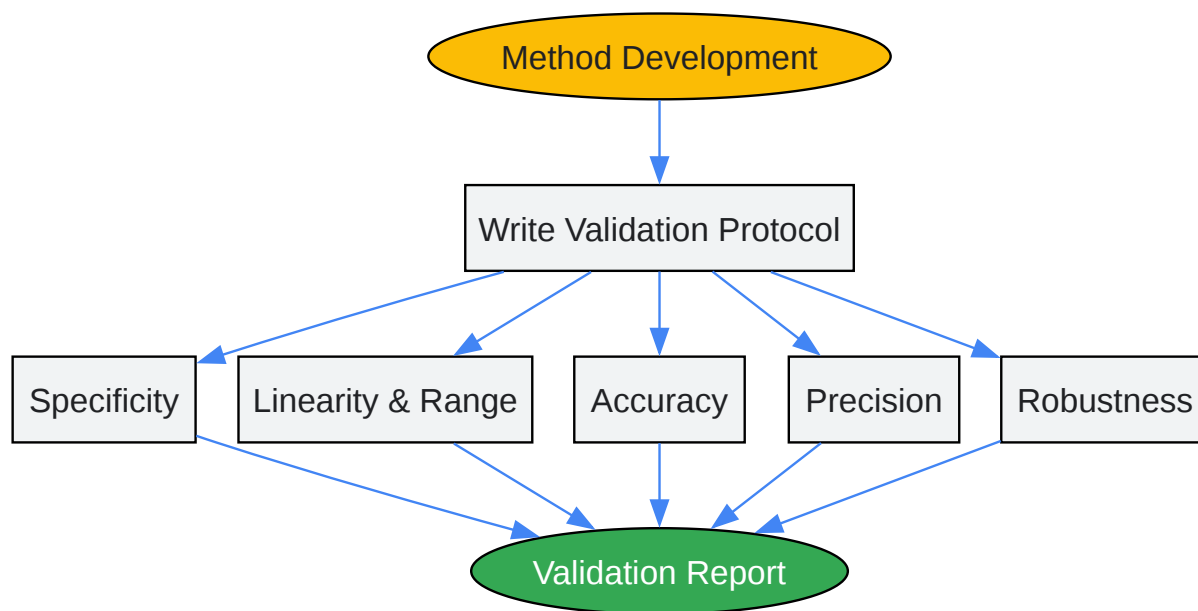 Method Development
Write Validation Protocol
Specificity
Linearity & Range
Accuracy
Precision
Robustness
Validation Report